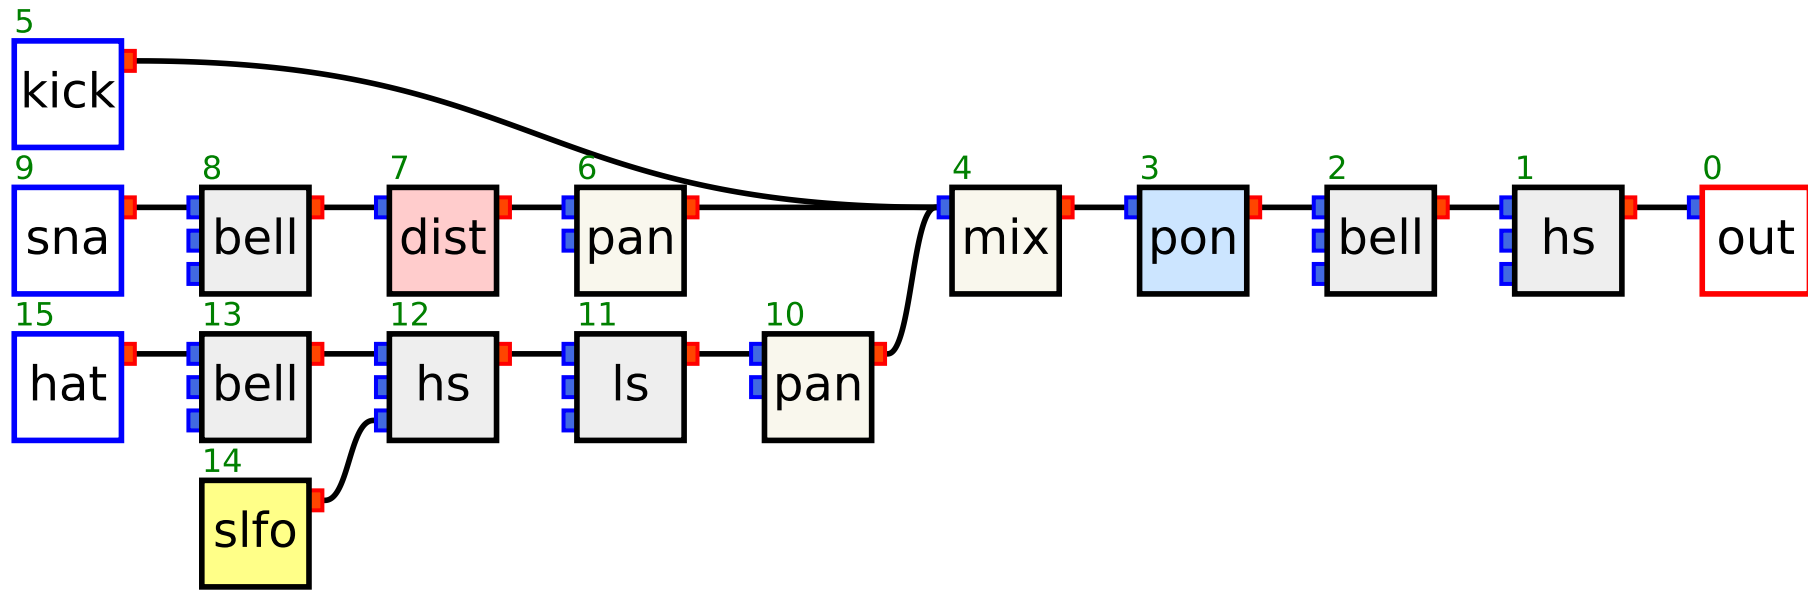 5
kick
9 8 7 6 4 3 2 1 0
sna bell dist pan mix pon bell hs out
15 13 12 11 10
hat bell hs ls pan
14
slfo